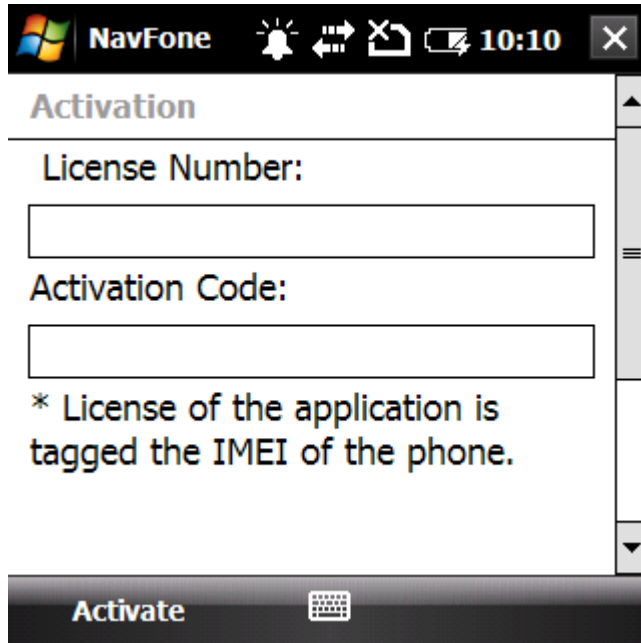 NavFone 10:10
Activation
License Number:
Activation Code:
* License of the application is
tagged the IMEI of the phone.
Activate